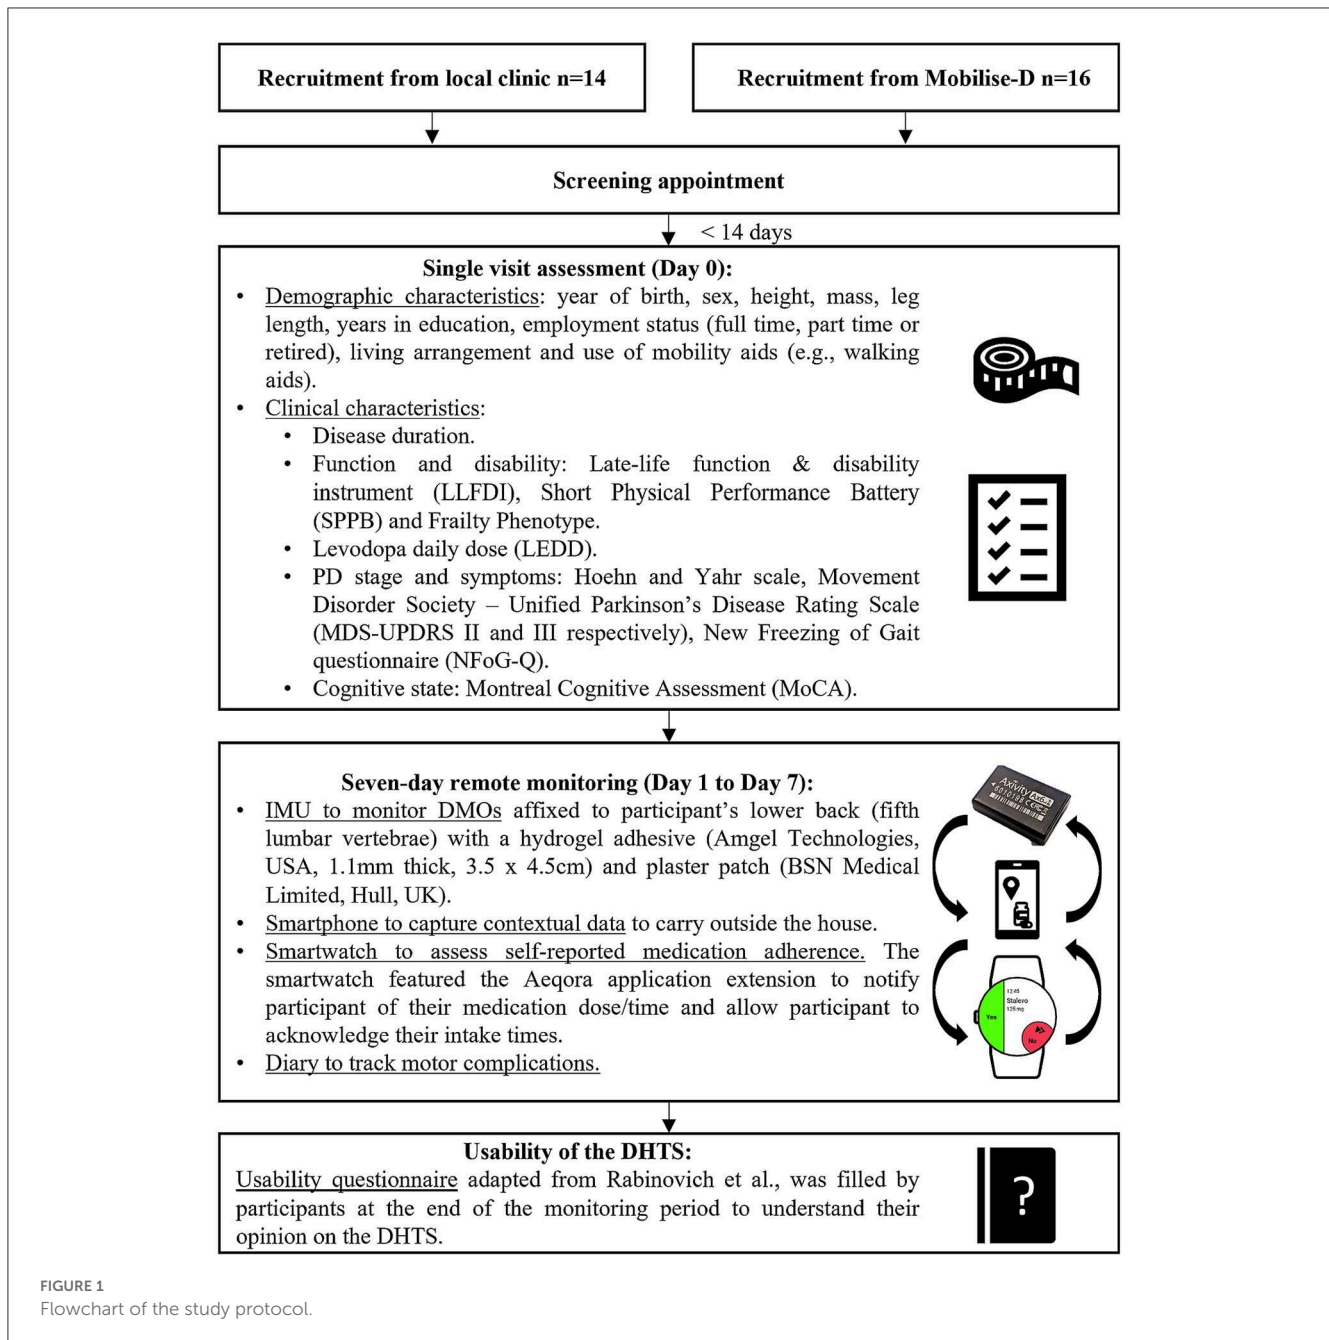 Recruitment from local clinic n=14
Recruitment from Mobilise-D n=16
Screening appointment
< 14 days
Single visit assessment (Day 0):
• Demographic characteristics: year of birth, sex, height, mass, leg
length, years in education, employment status (full time, part time or
retired), living arrangement and use of mobility aids (e.g., walking
aids).
• Clinical characteristics:
• Disease duration.
• Function and disability: Late-life function & disability
instrument (LLFDI), Short Physical Performance Battery
(SPPB) and Frailty Phenotype.
• Levodopa daily dose (LEDD).
• PD stage and symptoms: Hoehn and Yahr scale, Movement
Disorder Society – Unified Parkinson’s Disease Rating Scale
(MDS-UPDRS II and III respectively), New Freezing of Gait
questionnaire (NFoG-Q).
• Cognitive state: Montreal Cognitive Assessment (MoCA).
Seven-day remote monitoring (Day 1 to Day 7):
• IMU to monitor DMOs affixed to participant’s lower back (fifth
lumbar vertebrae) with a hydrogel adhesive (Amgel Technologies,
USA, 1.1mm thick, 3.5 x 4.5cm) and plaster patch (BSN Medical
Limited, Hull, UK).
• Smartphone to capture contextual data to carry outside the house.
• Smartwatch to assess self-reported medication adherence. The
smartwatch featured the Aeqora application extension to notify
participant of their medication dose/time and allow participant to
acknowledge their intake times.
• Diary to track motor complications.
Axivity
12:45
Stalevo
125mg
Yes
No
Usability of the DHTS:
Usability questionnaire adapted from Rabinovich et al., was filled by
participants at the end of the monitoring period to understand their
opinion on the DHTS.
?
FIGURE 1
Flowchart of the study protocol.